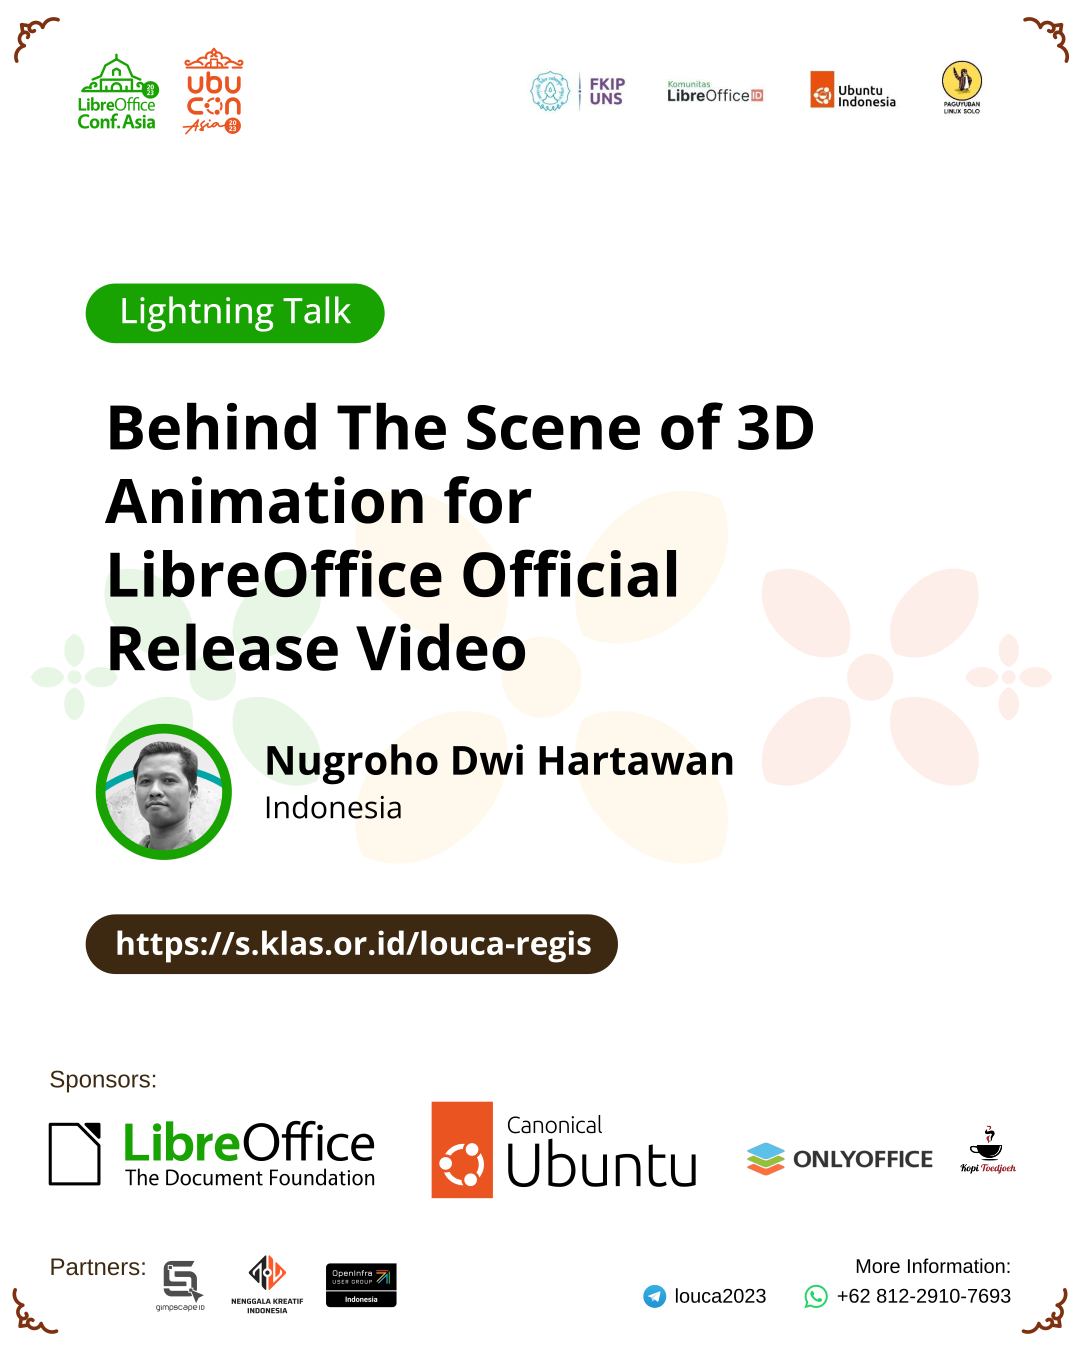 LibreOffice
Conf. Asia
2023
ubu
con
Asia
2023
FKIP
UNS
Komunitas
LibreOffice ID
Ubuntu
Indonesia
PAGUYUBAN
LINUX SOLO
Lightning Talk
Behind The Scene of 3D
Animation for
LibreOffice Official
Release Video
Nugroho Dwi Hartawan
Indonesia
https://s.klas.or.id/louca-regis
Sponsors:
LibreOffice
The Document Foundation
Canonical
Ubuntu
ONLYOFFICE
Kopi Toedjoeh
Partners:
gimpscape ID
NENGGALA KREATIF
INDONESIA
OpenInfra
USER GROUP
Indonesia
More Information:
louca2023
+62 812-2910-7693